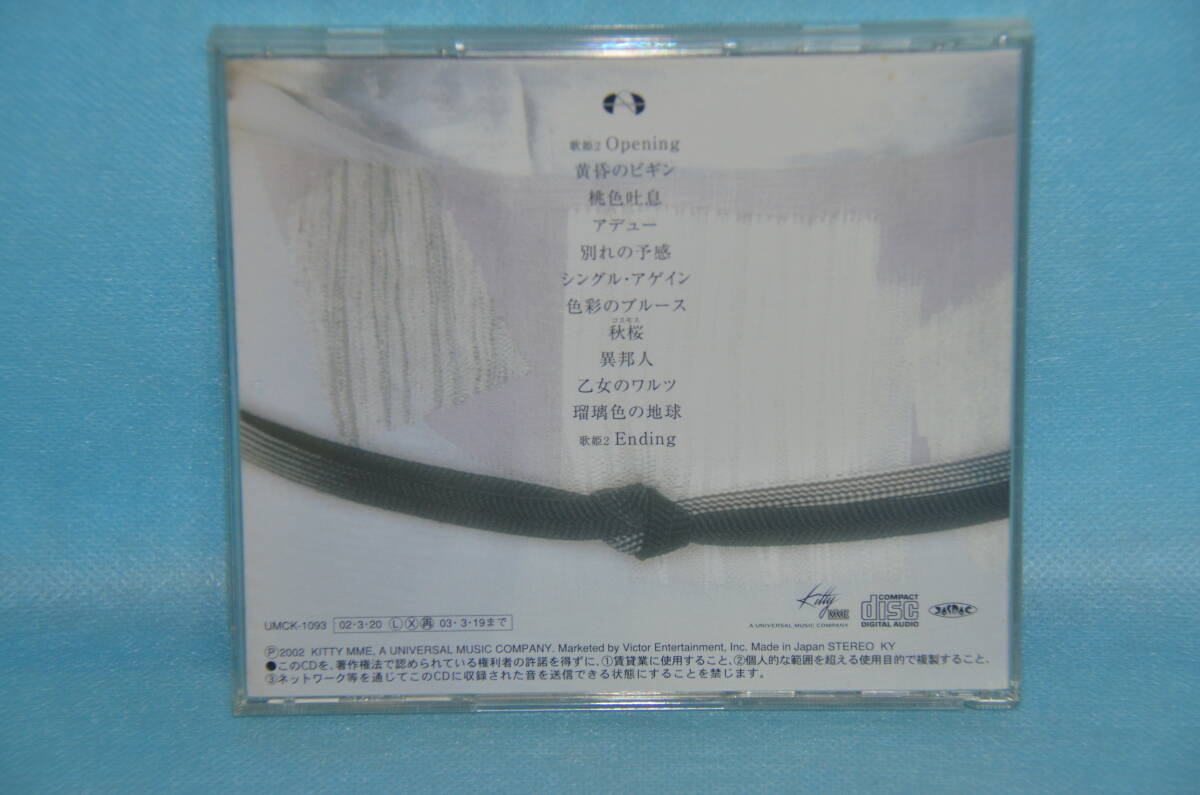 歌姫2 Opening
黄昏のビギン
桃色吐息
アデュー
別れの予感
シングル・アゲイン
色彩のブルース
コスモス
秋桜
異邦人
乙女のワルツ
瑠璃色の地球
歌姫2 Ending
Kitty
MME
A UNIVERSAL MUSIC COMPANY
COMPACT
disc
DIGITAL AUDIO
JASRAC
UMCK-1093 02・3・20 Ⓛ Ⓧ ㊢ 03・3・19まで
Ⓟ2002 KITTY MME, A UNIVERSAL MUSIC COMPANY. Marketed by Victor Entertainment, Inc. Made in Japan STEREO KY
●このCDを、著作権法で認められている権利者の許諾を得ずに、①賃貸業に使用すること、②個人的な範囲を超える使用目的で複製すること、
③ネットワーク等を通じてこのCDに収録された音を送信できる状態にすることを禁じます。